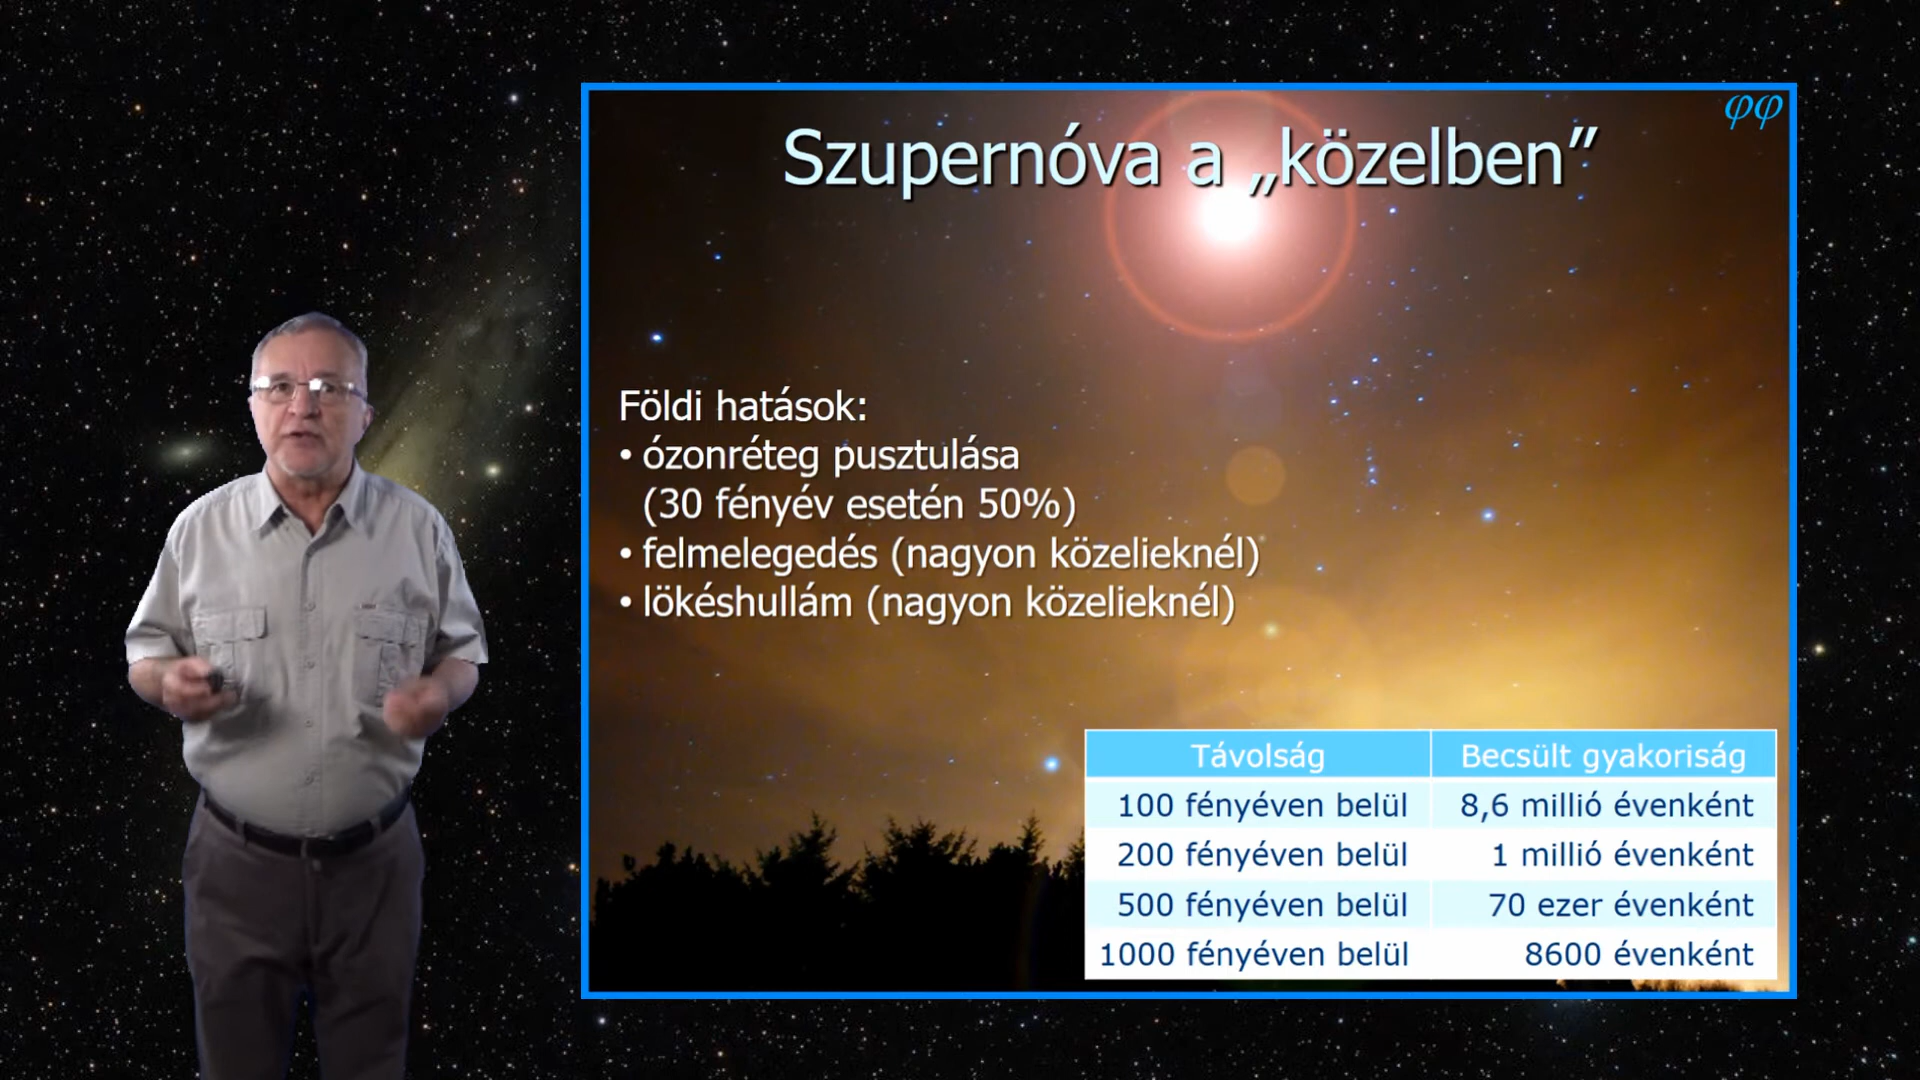 φφ
Szupernóva a „közelben”
Földi hatások:
• ózonréteg pusztulása
(30 fényév esetén 50%)
• felmelegedés (nagyon közelieknél)
• lökéshullám (nagyon közelieknél)
Távolság Becsült gyakoriság
100 fényéven belül 8,6 millió évenként
200 fényéven belül 1 millió évenként
500 fényéven belül 70 ezer évenként
1000 fényéven belül 8600 évenként